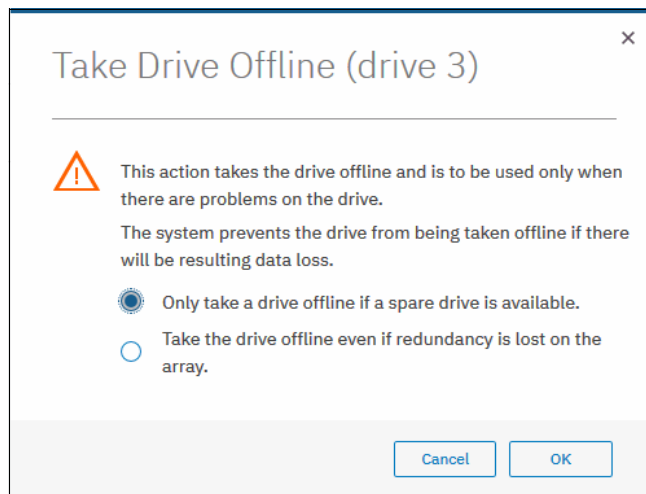 Take Drive Offline (drive 3)
This action takes the drive offline and is to be used only when
there are problems on the drive.
The system prevents the drive from being taken offline if there
will be resulting data loss.
Only take a drive offline if a spare drive is available.
Take the drive offline even if redundancy is lost on the
array.
Cancel
OK